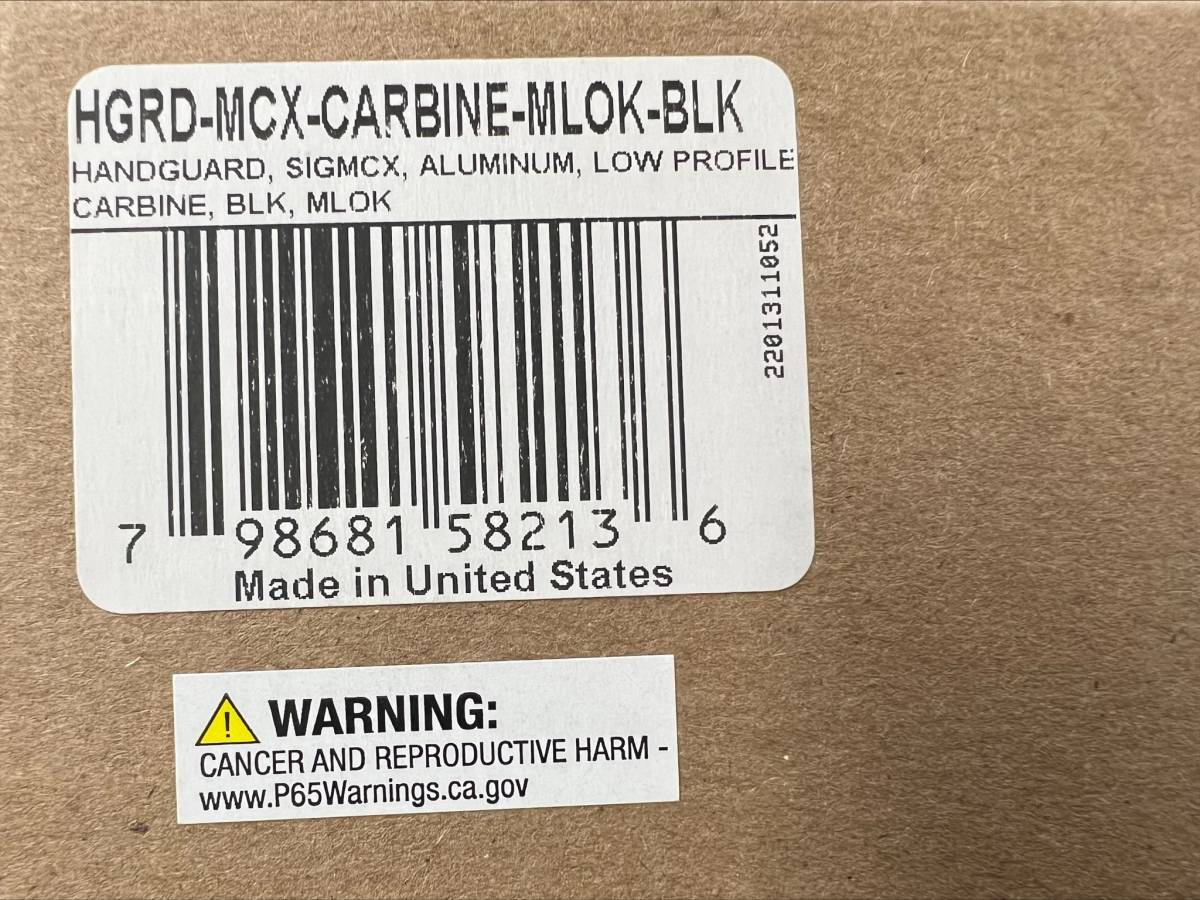 HGRD-MCX-CARBINE-MLOK-BLK
HANDGUARD, SIGMCX, ALUMINUM, LOW PROFILE
CARBINE, BLK, MLOK
2201311052
7 98681 58213 6
Made in United States
! WARNING:
CANCER AND REPRODUCTIVE HARM -
www.P65Warnings.ca.gov